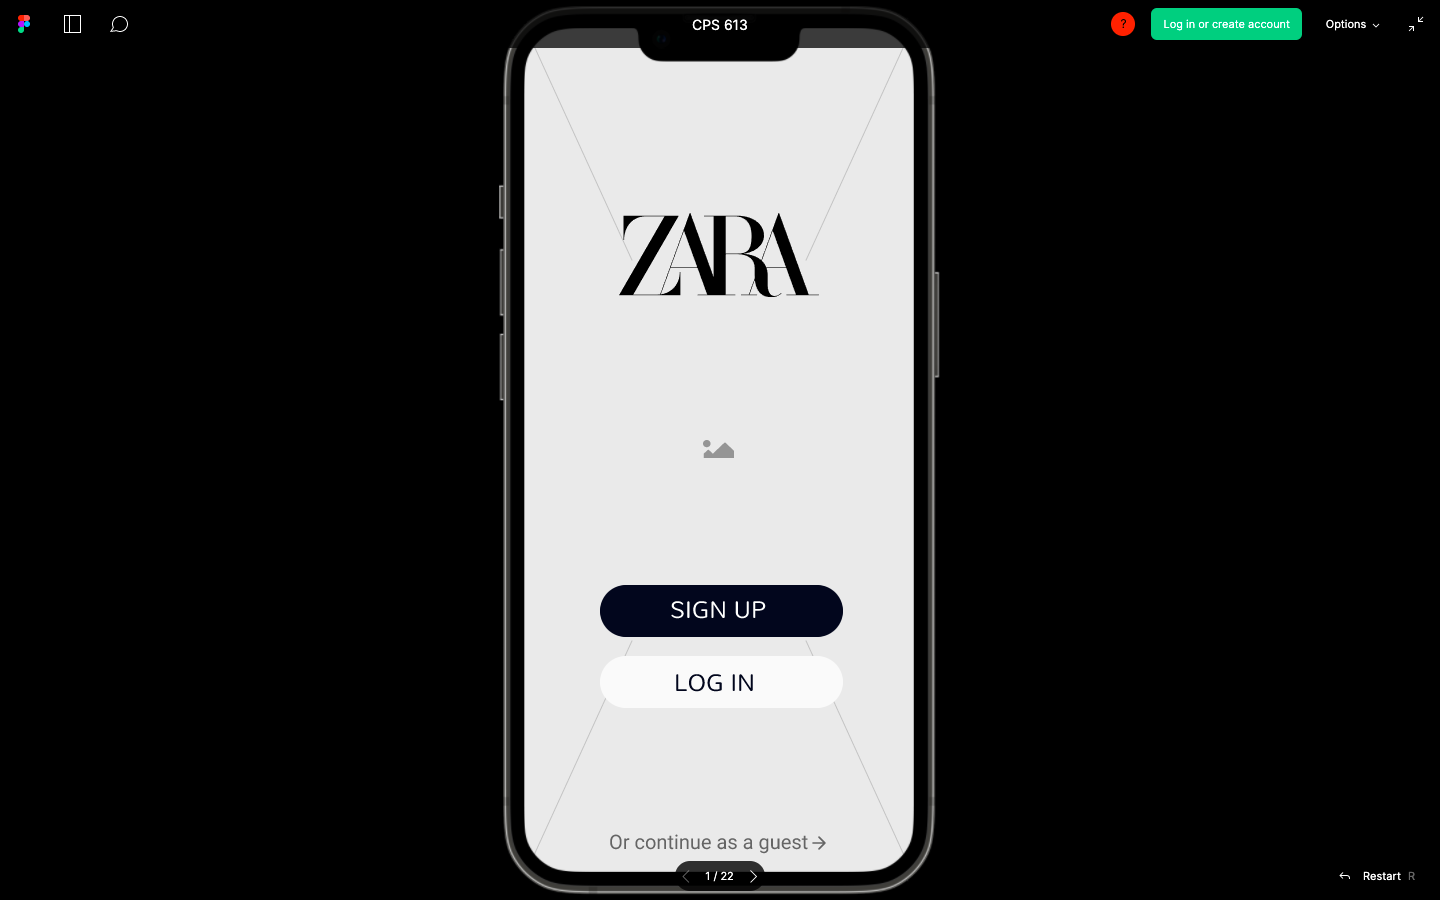 CPS 613
?
Log in or create account
Options
ZARA
SIGN UP
LOG IN
Or continue as a guest→
1 / 22
Restart R